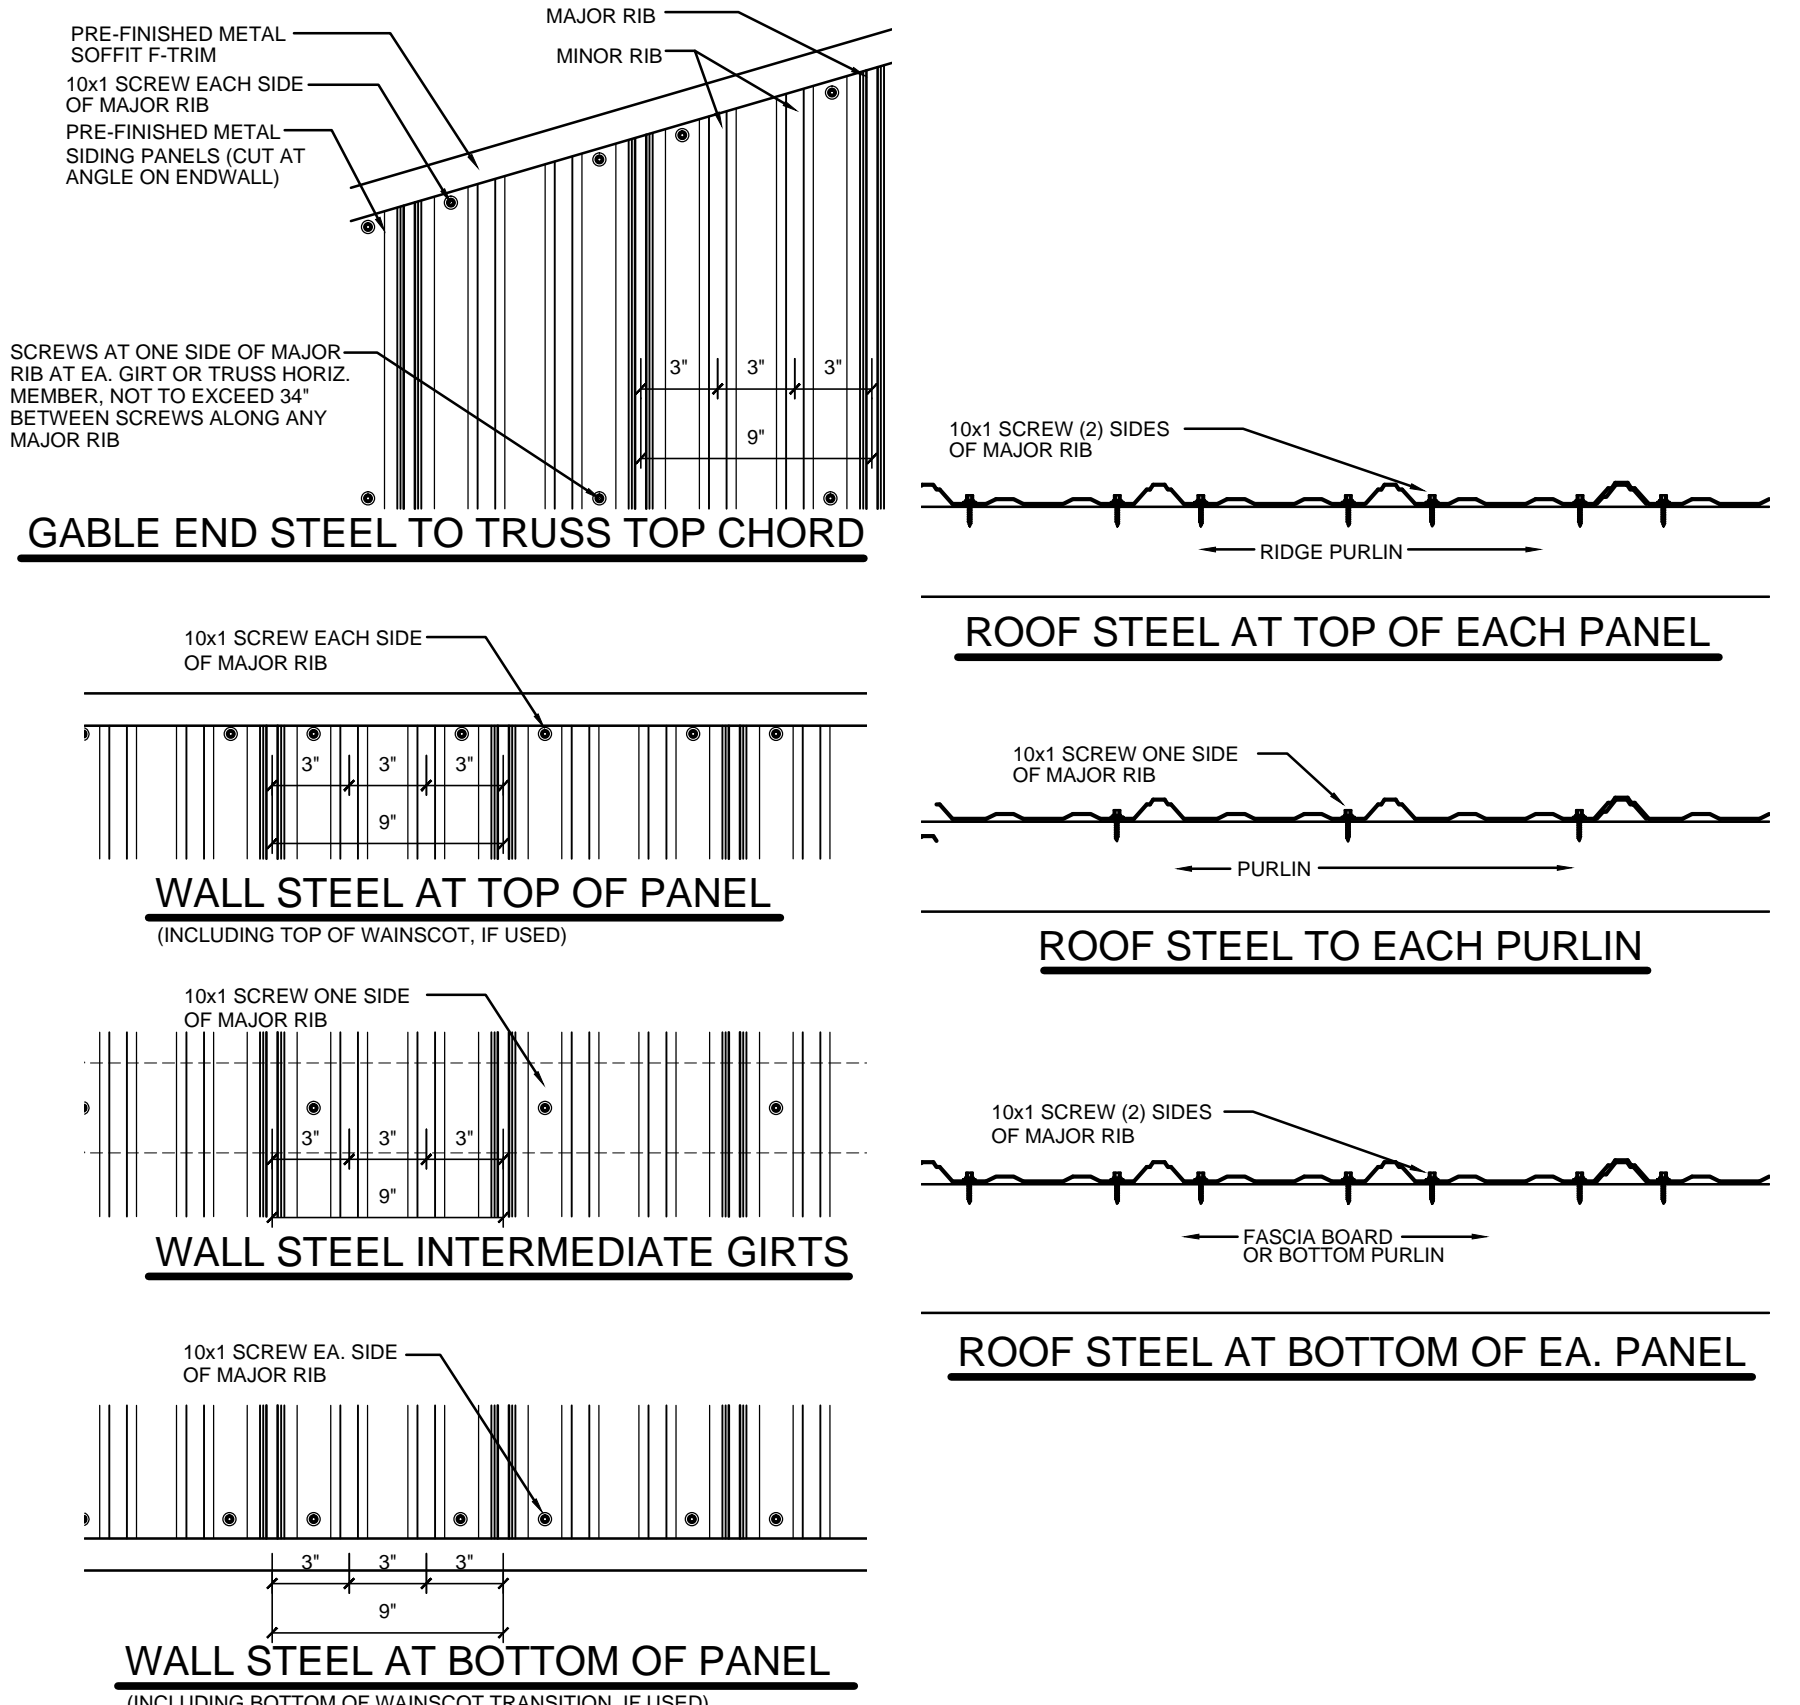 PRE-FINISHED METAL
SOFFIT F-TRIM
10x1 SCREW EACH SIDE
OF MAJOR RIB
PRE-FINISHED METAL
SIDING PANELS (CUT AT
ANGLE ON ENDWALL)
MAJOR RIB
MINOR RIB
SCREWS AT ONE SIDE OF MAJOR
RIB AT EA. GIRT OR TRUSS HORIZ.
MEMBER, NOT TO EXCEED 34"
BETWEEN SCREWS ALONG ANY
MAJOR RIB
3" 3" 3"
9"
GABLE END STEEL TO TRUSS TOP CHORD
10x1 SCREW EACH SIDE
OF MAJOR RIB
3" 3" 3"
9"
WALL STEEL AT TOP OF PANEL
(INCLUDING TOP OF WAINSCOT, IF USED)
10x1 SCREW ONE SIDE
OF MAJOR RIB
3" 3" 3"
9"
WALL STEEL INTERMEDIATE GIRTS
10x1 SCREW EA. SIDE
OF MAJOR RIB
3" 3" 3"
9"
WALL STEEL AT BOTTOM OF PANEL
(INCLUDING BOTTOM OF WAINSCOT TRANSITION, IF USED)
10x1 SCREW (2) SIDES
OF MAJOR RIB
RIDGE PURLIN
ROOF STEEL AT TOP OF EACH PANEL
10x1 SCREW ONE SIDE
OF MAJOR RIB
PURLIN
ROOF STEEL TO EACH PURLIN
10x1 SCREW (2) SIDES
OF MAJOR RIB
FASCIA BOARD
OR BOTTOM PURLIN
ROOF STEEL AT BOTTOM OF EA. PANEL